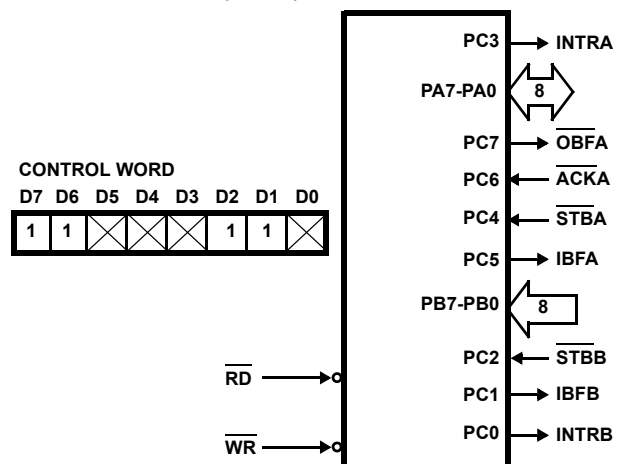 PC3 INTRA
PA7-PA0 8
PC7 OBFA
PC6 ACKA
CONTROL WORD
D7 D6 D5 D4 D3 D2 D1 D0
1 1 1 1
PC4 STBA
PC5 IBFA
PB7-PB0 8
PC2 STBB
RD
PC1 IBFB
PC0 INTRB
WR